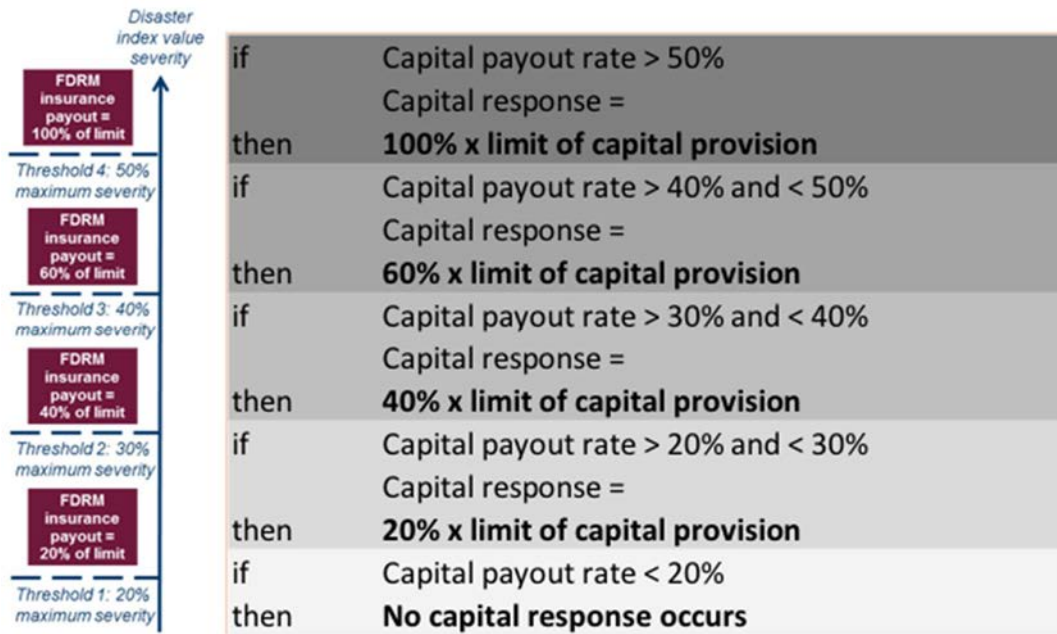 Disaster
index value
severity
FDRM
insurance
payout =
100% of limit
Threshold 4: 50%
maximum severity
FDRM
insurance
payout =
60% of limit
Threshold 3: 40%
maximum severity
FDRM
insurance
payout =
40% of limit
Threshold 2: 30%
maximum severity
FDRM
insurance
payout =
20% of limit
Threshold 1: 20%
maximum severity
if Capital payout rate > 50%
Capital response =
then 100% x limit of capital provision
if Capital payout rate > 40% and < 50%
Capital response =
then 60% x limit of capital provision
if Capital payout rate > 30% and < 40%
Capital response =
then 40% x limit of capital provision
if Capital payout rate > 20% and < 30%
Capital response =
then 20% x limit of capital provision
if Capital payout rate < 20%
then No capital response occurs